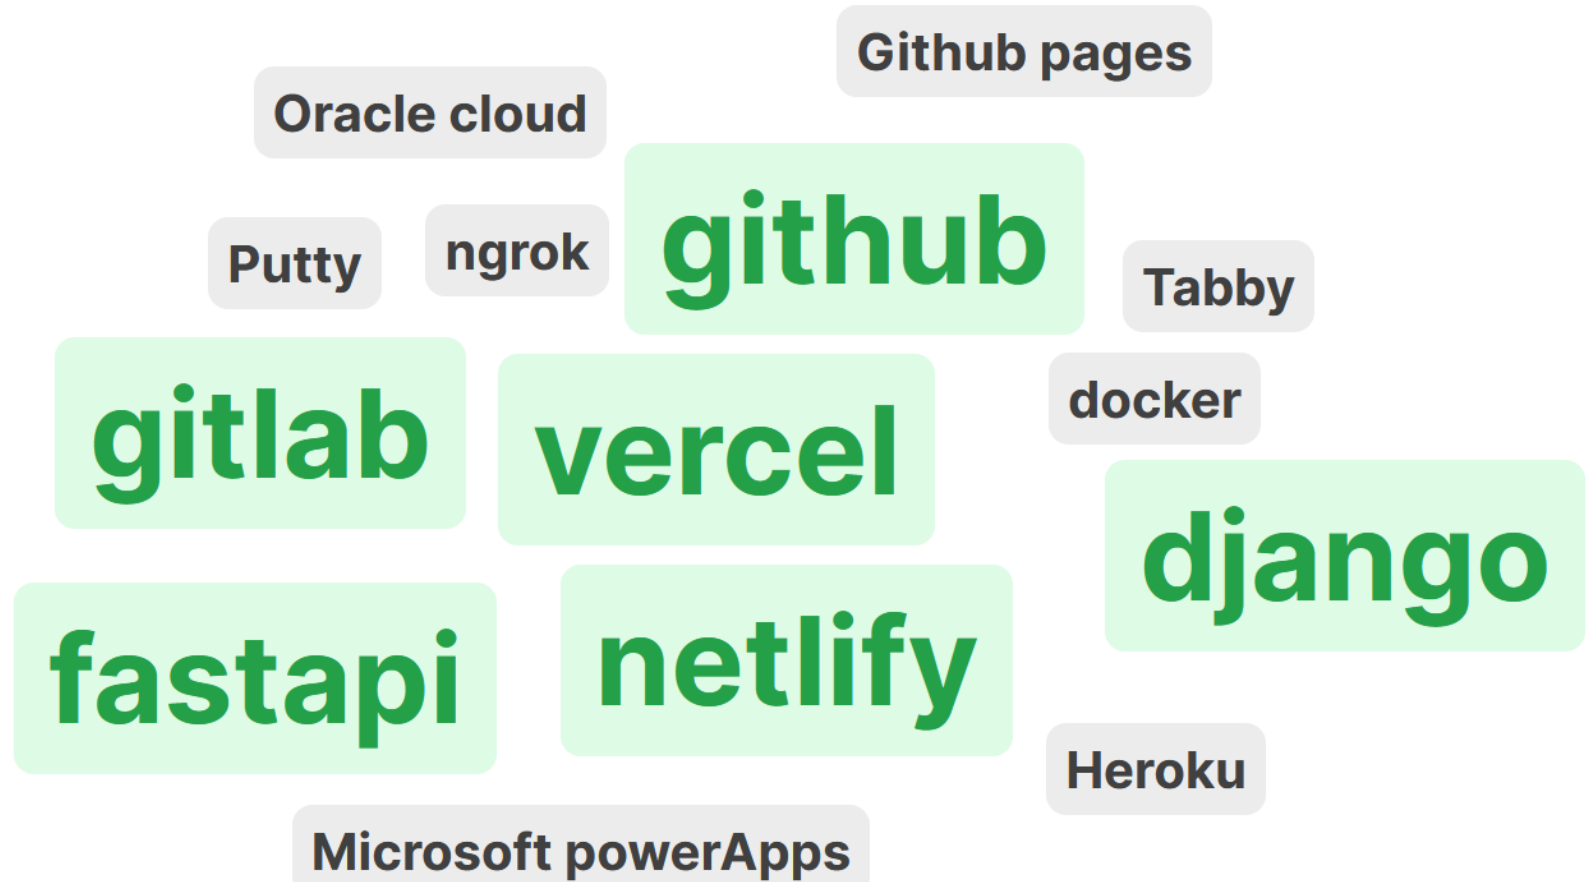 Github pages
Oracle cloud
github
Putty
ngrok
Tabby
gitlab
vercel
docker
django
fastapi
netlify
Heroku
Microsoft powerApps